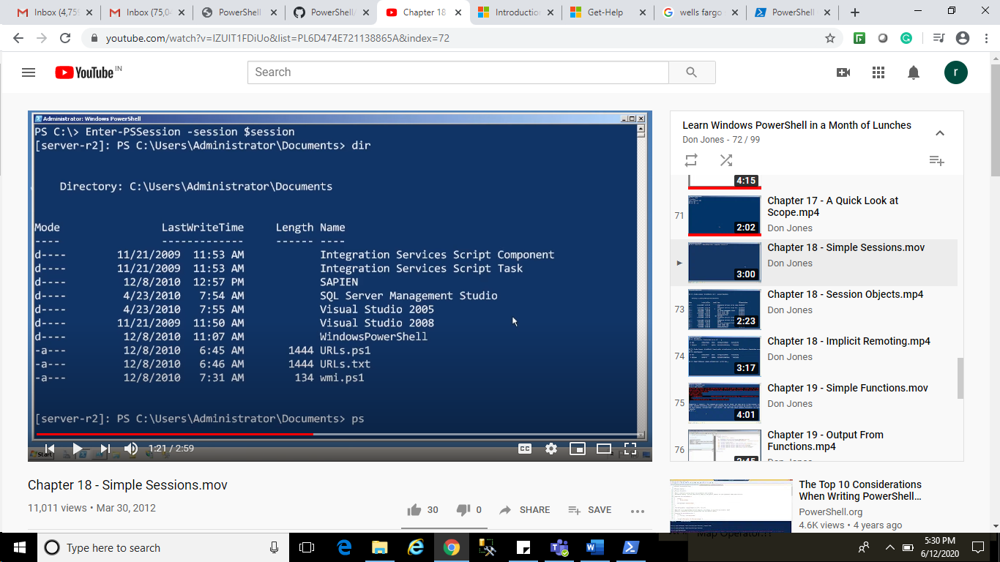 Inbox (4,759
Inbox (75,04
PowerShell
PowerShell/
Chapter 18
Introduction
Get-Help
wells fargo
PowerShell
youtube.com/watch?v=IZUIT1FDiUo&list=PL6D474E721138865A&index=72
YouTube IN
Search
r
Administrator: Windows PowerShell
PS C:\> Enter-PSSession -session $session
[server-r2]: PS C:\Users\Administrator\Documents> dir
Directory: C:\Users\Administrator\Documents
Mode LastWriteTime Length Name
---- ------------- ------ ----
d---- 11/21/2009 11:53 AM Integration Services Script Component
d---- 11/21/2009 11:53 AM Integration Services Script Task
d---- 12/8/2010 12:57 PM SAPIEN
d---- 4/23/2010 7:54 AM SQL Server Management Studio
d---- 4/23/2010 7:55 AM Visual Studio 2005
d---- 11/21/2009 11:50 AM Visual Studio 2008
d---- 12/8/2010 11:07 AM WindowsPowerShell
-a--- 12/8/2010 6:46 AM 1444 URLs.ps1
-a--- 12/8/2010 6:46 AM 1444 URLs.txt
-a--- 12/8/2010 7:31 AM 134 wmi.ps1
[server-r2]: PS C:\Users\Administrator\Documents> ps
1:21 / 2:59
CC
Start
Chapter 18 - Simple Sessions.mov
11,011 views • Mar 30, 2012
30
0
SHARE
SAVE
Learn Windows PowerShell in a Month of Lunches
Don Jones - 72 / 99
4:15
71
2:02
Chapter 17 - A Quick Look at
Scope.mp4
Don Jones
3:00
Chapter 18 - Simple Sessions.mov
Don Jones
73
2:23
Chapter 18 - Session Objects.mp4
Don Jones
74
3:17
Chapter 18 - Implicit Remoting.mp4
Don Jones
75
4:01
Chapter 19 - Simple Functions.mov
Don Jones
76
Chapter 19 - Output From
Functions.mp4
Don Jones
The Top 10 Considerations
When Writing PowerShell…
PowerShell.org
4.6K views • 4 years ago
Type here to search
5:30 PM
6/12/2020